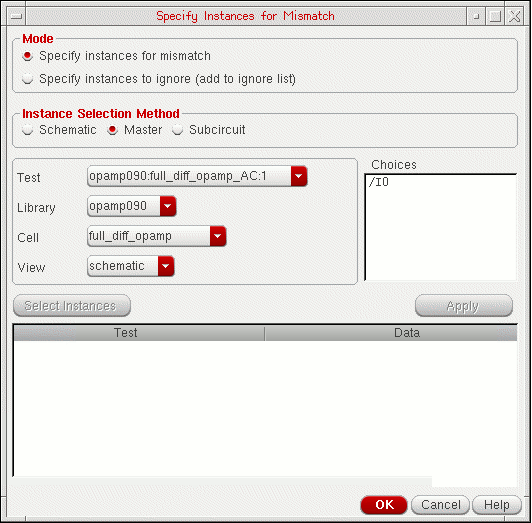 Specify Instances for Mismatch
Mode
Specify instances for mismatch
Specify instances to ignore (add to ignore list)
Instance Selection Method
Schematic Master Subcircuit
Test opamp090:full_diff_opamp_AC:1
Library opamp090
Cell full_diff_opamp
View schematic
Choices
/I0
Select Instances Apply
Test Data
OK Cancel Help